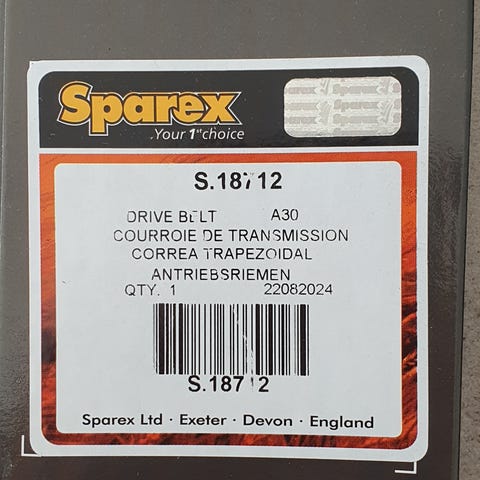 Sparex
Your 1st choice
S.18712
DRIVE BELT A30
COURROIE DE TRANSMISSION
CORREA TRAPEZOIDAL
ANTRIEBSRIEMEN
QTY. 1 22082024
S.18712
Sparex Ltd · Exeter · Devon · England